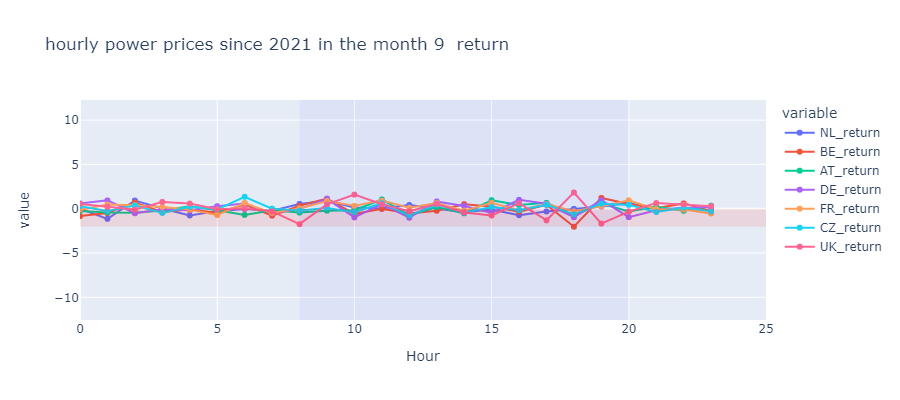 hourly power prices since 2021 in the month 9  return
variable
NL_return
BE_return
AT_return
DE_return
FR_return
CZ_return
UK_return
value
10
5
0
−5
−10
0
5
10
15
20
25
Hour